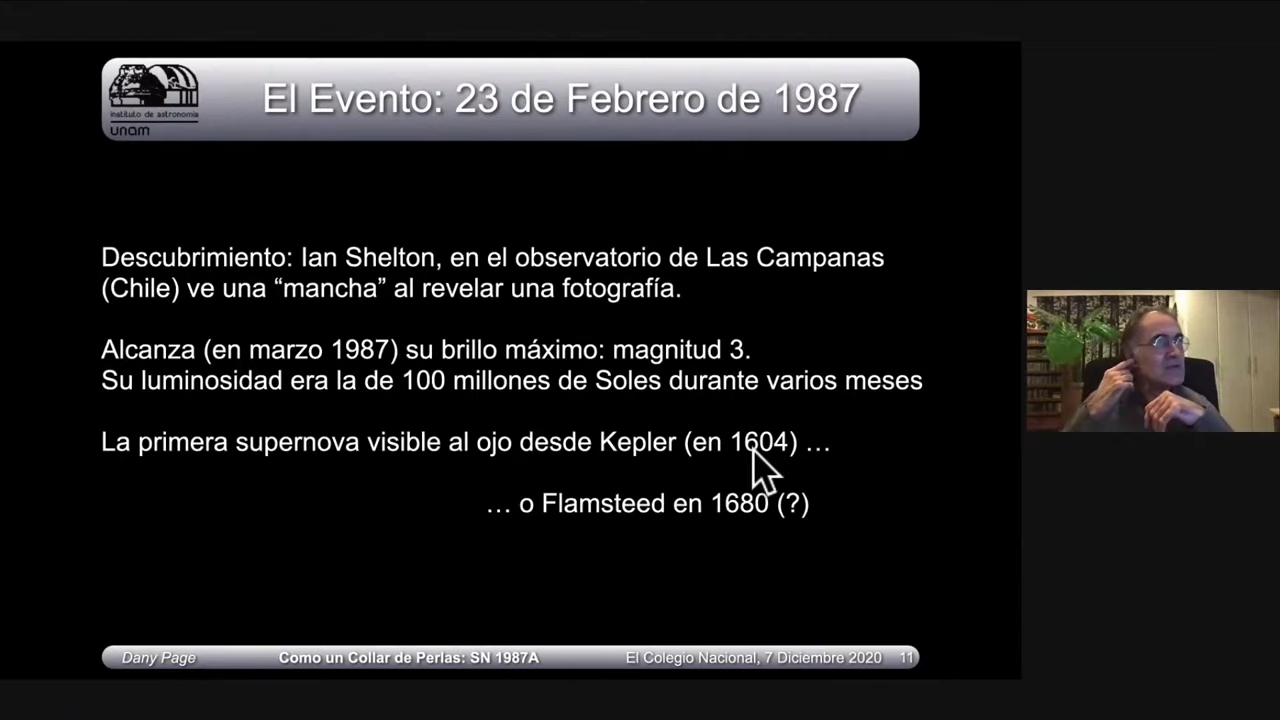 instituto de astronomía
unam
El Evento: 23 de Febrero de 1987
Descubrimiento: Ian Shelton, en el observatorio de Las Campanas
(Chile) ve una “mancha” al revelar una fotografía.
Alcanza (en marzo 1987) su brillo máximo: magnitud 3.
Su luminosidad era la de 100 millones de Soles durante varios meses
La primera supernova visible al ojo desde Kepler (en 1604) …
… o Flamsteed en 1680 (?)
Dany Page Como un Collar de Perlas: SN 1987A El Colegio Nacional, 7 Diciembre 2020 11